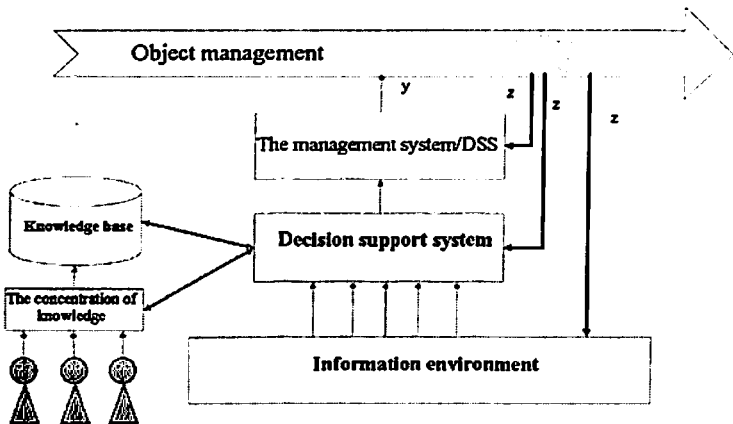 Object management
y
z
z
z
The management system/DSS
Knowledge base
Decision support system
The concentration of
knowledge
Information environment